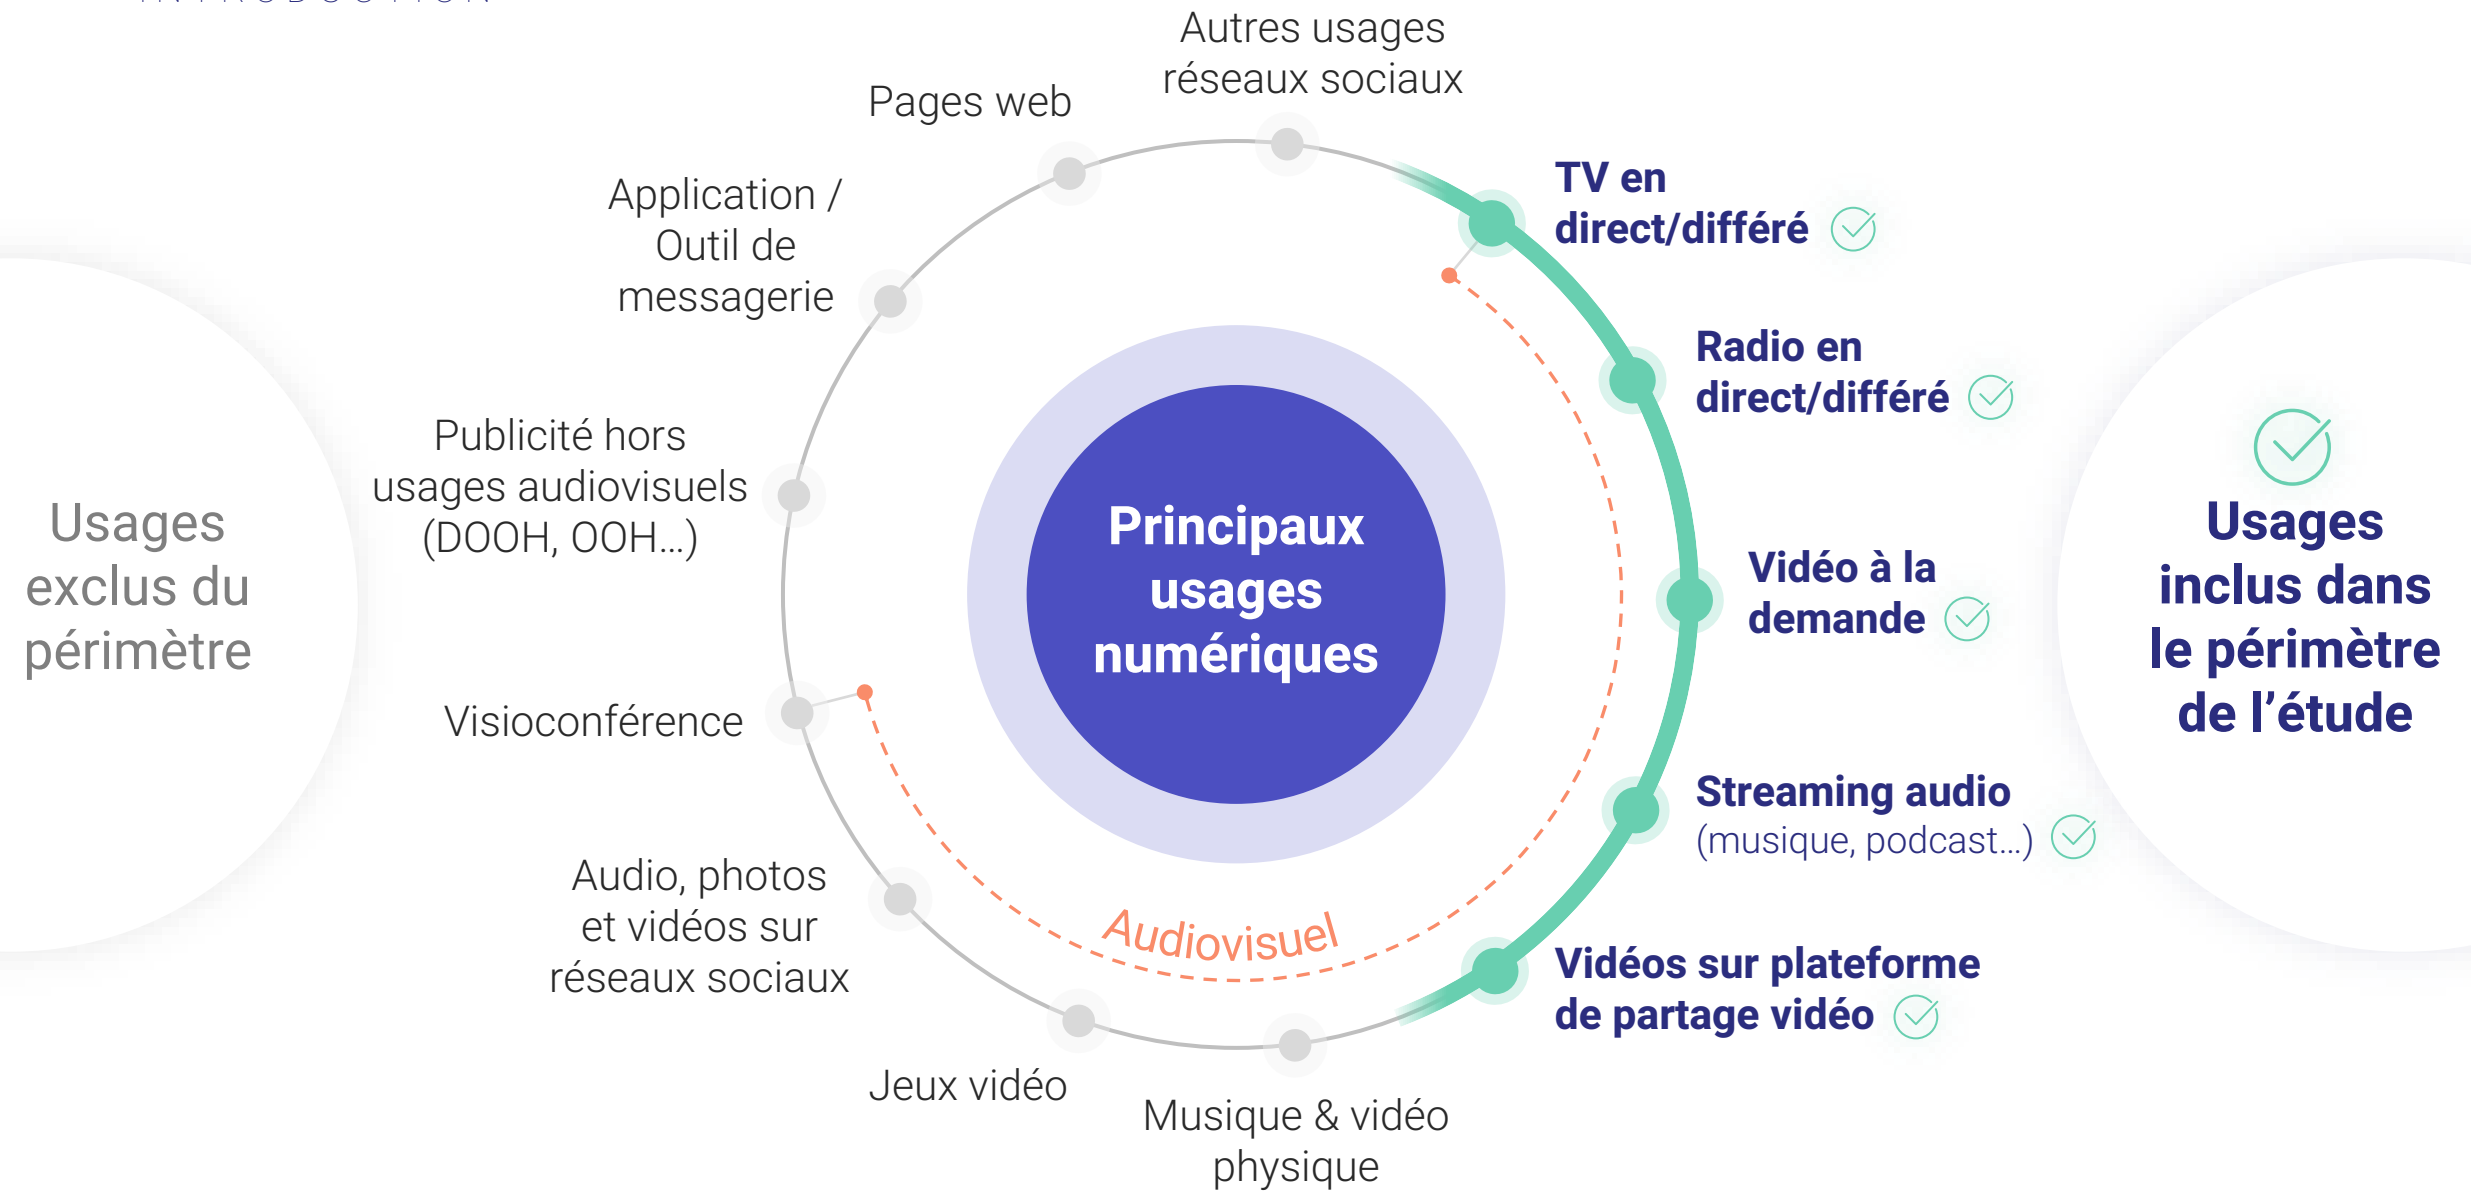 INTRODUCTION
Autres usages
réseaux sociaux
Pages web
Application /
Outil de
messagerie
Publicité hors
usages audiovisuels
(DOOH, OOH...)
Visioconférence
Audio, photos
et vidéos sur
réseaux sociaux
Jeux vidéo
Musique & vidéo
physique
TV en
direct/différé
Radio en
direct/différé
Vidéo à la
demande
Streaming audio
(musique, podcast...)
Vidéos sur plateforme
de partage vidéo
Principaux
usages
numériques
Audiovisuel
Usages
exclus du
périmètre
Usages
inclus dans
le périmètre
de l’étude